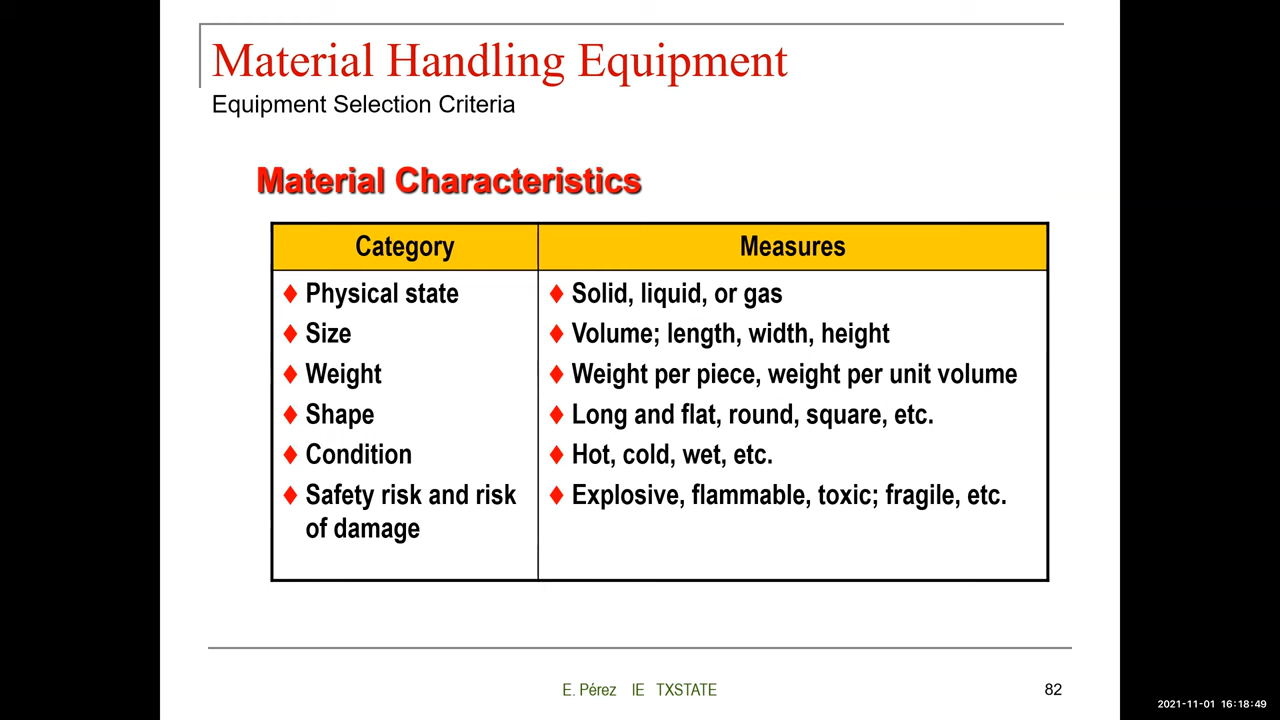 Material Handling Equipment
Equipment Selection Criteria
Material Characteristics
Category Measures
♦ Physical state ♦ Solid, liquid, or gas
♦ Size ♦ Volume; length, width, height
♦ Weight ♦ Weight per piece, weight per unit volume
♦ Shape ♦ Long and flat, round, square, etc.
♦ Condition ♦ Hot, cold, wet, etc.
♦ Safety risk and risk ♦ Explosive, flammable, toxic; fragile, etc.
of damage
E. Pérez IE TXSTATE 82
2021-11-01 16:18:49